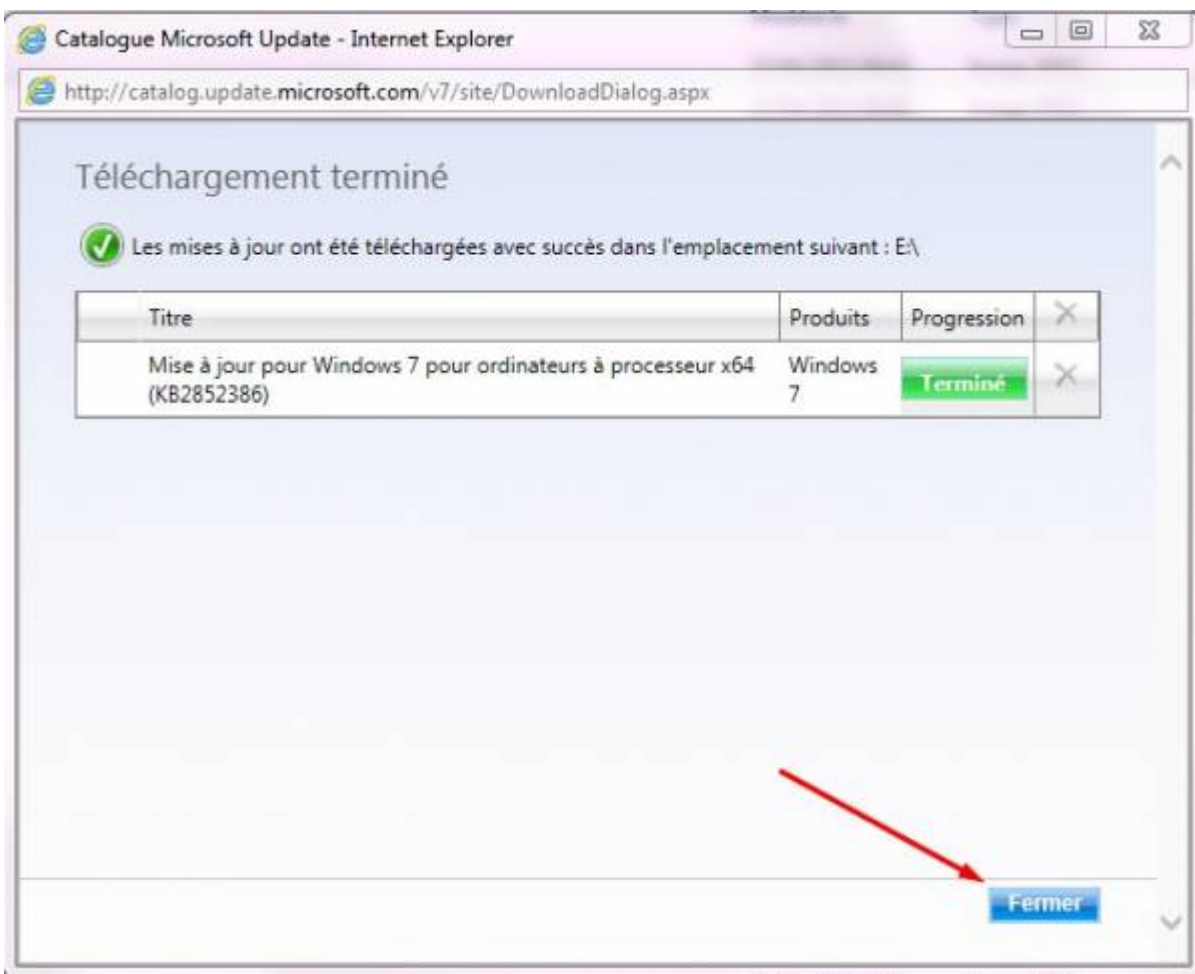 Catalogue Microsoft Update - Internet Explorer
http://catalog.update.microsoft.com/v7/site/DownloadDialog.aspx
Téléchargement terminé
Les mises à jour ont été téléchargées avec succès dans l'emplacement suivant : E:\
Titre Produits Progression
Mise à jour pour Windows 7 pour ordinateurs à processeur x64 Windows
(KB2852386) 7 Terminé
Fermer